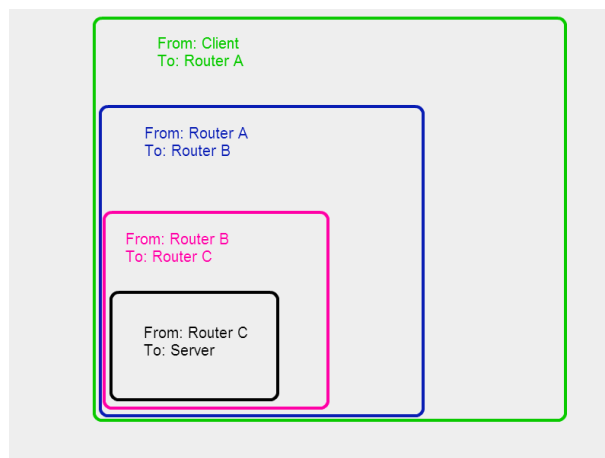 From: Client
To: Router A
From: Router A
To: Router B
From: Router B
To: Router C
From: Router C
To: Server